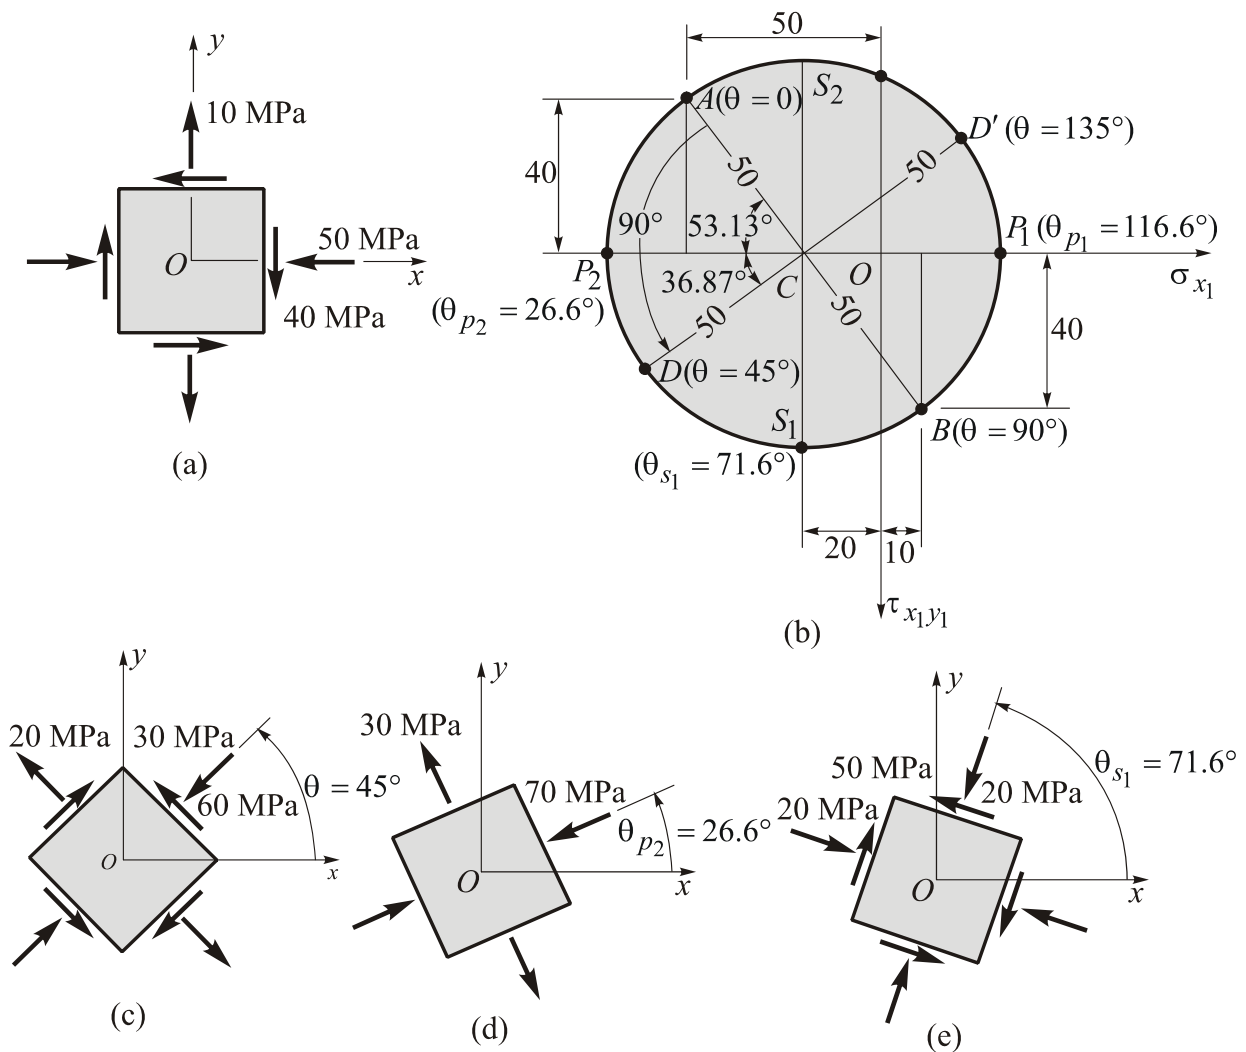 y
10 MPa
O
50 MPa
x
40 MPa
(a)
50
A(θ = 0)
S2
D′ (θ = 135°)
40
50
50
90°
53.13°
P1 (θp1 = 116.6°)
P2
36.87°
C
O
σx1
(θp2 = 26.6°)
50
50
40
D(θ = 45°)
S1
B(θ = 90°)
(θs1 = 71.6°)
20
10
τx1y1
(b)
y
20 MPa
30 MPa
60 MPa
θ = 45°
O
x
(c)
y
30 MPa
70 MPa
θp2 = 26.6°
O
x
(d)
y
50 MPa
θs1 = 71.6°
20 MPa
20 MPa
O
x
(e)